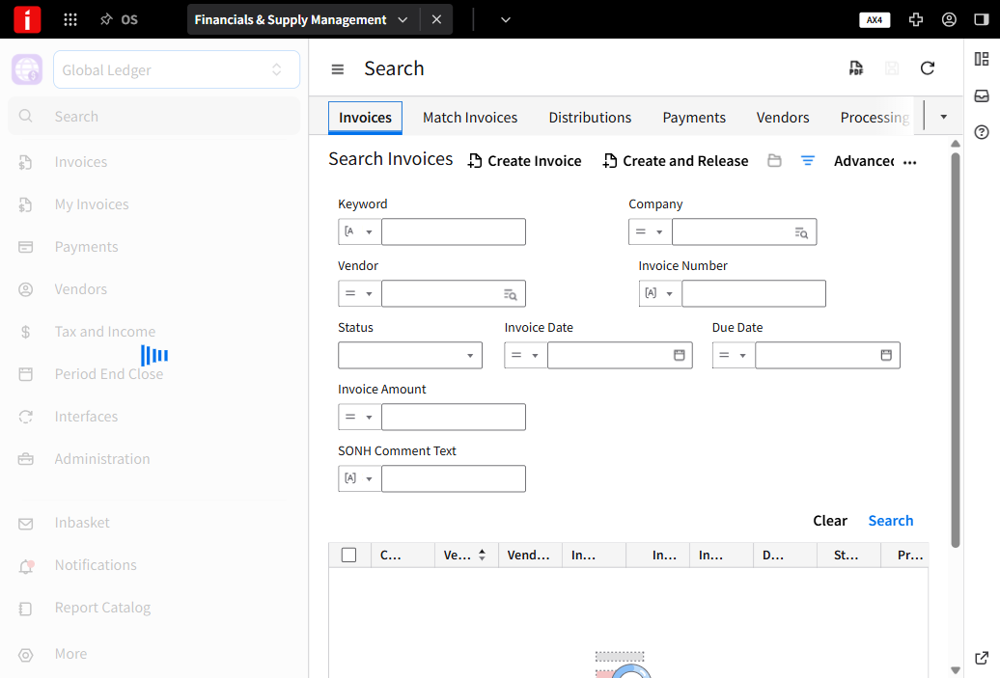 OS
Financials & Supply Management
AX4
Global Ledger
Search
PDF
Search
Invoices
Match Invoices
Distributions
Payments
Vendors
Processing
Invoices
My Invoices
Payments
Vendors
Tax and Income
Period End Close
Interfaces
Administration
Inbasket
Notifications
Report Catalog
More
Search Invoices
Create Invoice
Create and Release
Advanced
Keyword
Company
[A
=
Vendor
Invoice Number
=
[A]
Status
Invoice Date
Due Date
=
=
Invoice Amount
=
SONH Comment Text
[A]
Clear
Search
C...
Ve...
Vend...
In...
In...
In...
D...
St...
Pr...